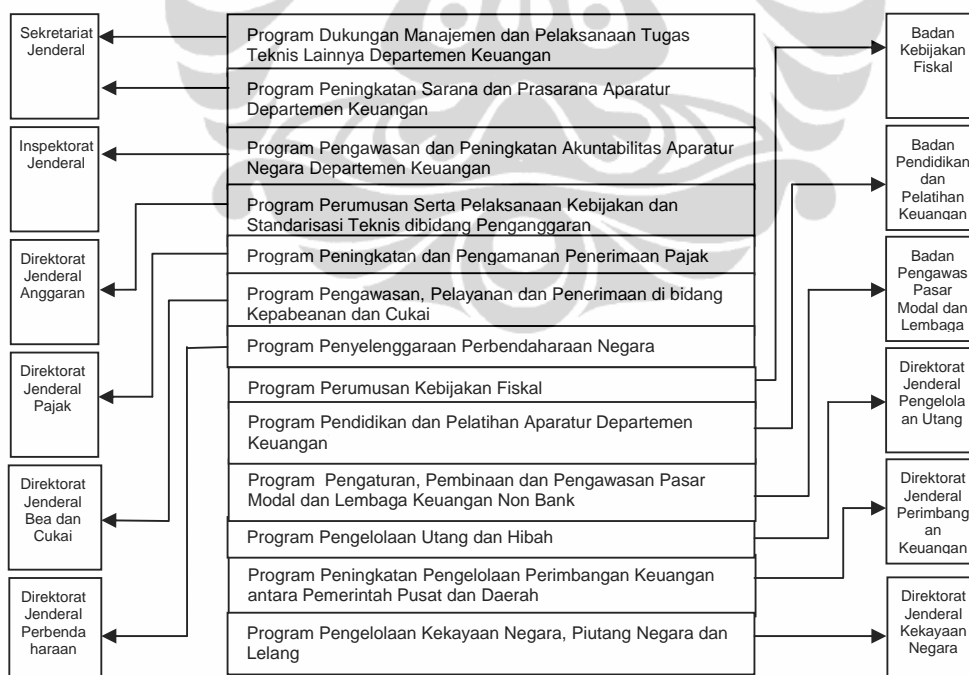 Sekretariat
Jenderal
Inspektorat
Jenderal
Direktorat
Jenderal
Anggaran
Direktorat
Jenderal
Pajak
Direktorat
Jenderal
Bea dan
Cukai
Direktorat
Jenderal
Perbenda
haraan
Program Dukungan Manajemen dan Pelaksanaan Tugas
Teknis Lainnya Departemen Keuangan
Program Peningkatan Sarana dan Prasarana Aparatur
Departemen Keuangan
Program Pengawasan dan Peningkatan Akuntabilitas Aparatur
Negara Departemen Keuangan
Program Perumusan Serta Pelaksanaan Kebijakan dan
Standarisasi Teknis dibidang Penganggaran
Program Peningkatan dan Pengamanan Penerimaan Pajak
Program Pengawasan, Pelayanan dan Penerimaan di bidang
Kepabeanan dan Cukai
Program Penyelenggaraan Perbendaharaan Negara
Program Perumusan Kebijakan Fiskal
Program Pendidikan dan Pelatihan Aparatur Departemen
Keuangan
Program Pengaturan, Pembinaan dan Pengawasan Pasar
Modal dan Lembaga Keuangan Non Bank
Program Pengelolaan Utang dan Hibah
Program Peningkatan Pengelolaan Perimbangan Keuangan
antara Pemerintah Pusat dan Daerah
Program Pengelolaan Kekayaan Negara, Piutang Negara dan
Lelang
Badan
Kebijakan
Fiskal
Badan
Pendidikan
dan
Pelatihan
Keuangan
Badan
Pengawas
Pasar
Modal dan
Lembaga
Direktorat
Jenderal
Pengelola
an Utang
Direktorat
Jenderal
Perimbang
an
Keuangan
Direktorat
Jenderal
Kekayaan
Negara